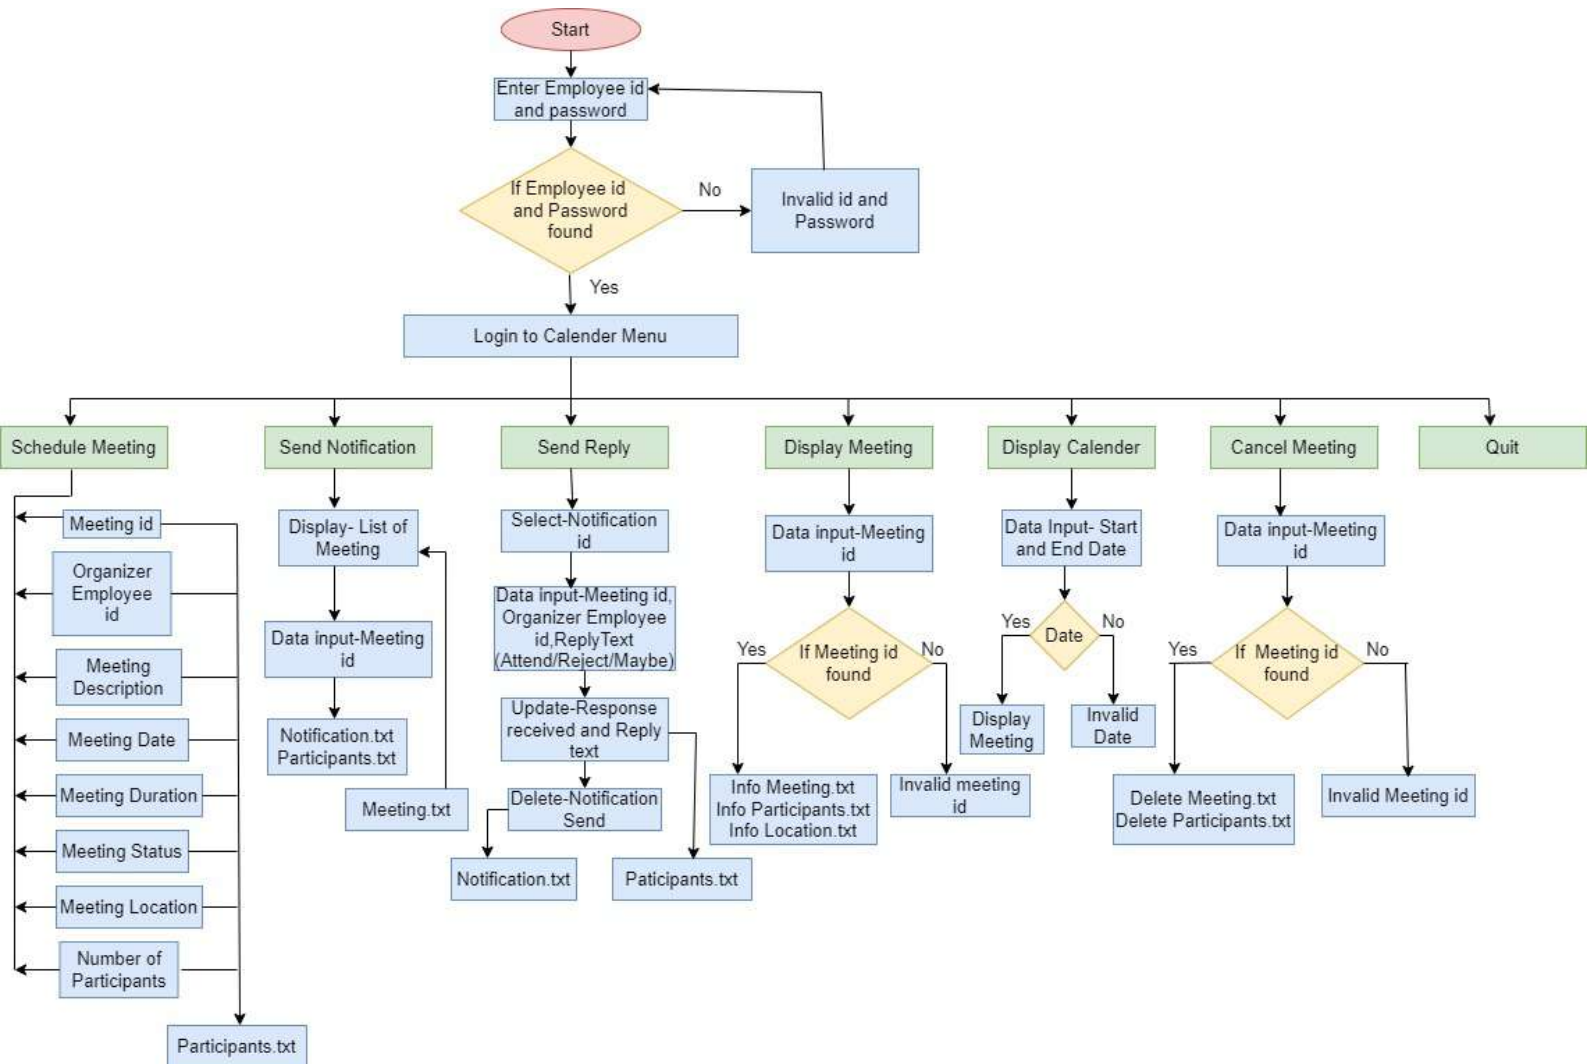 Start
Enter Employee id
and password
If Employee id
and Password
found
No
Invalid id and
Password
Yes
Login to Calender Menu
Schedule Meeting
Send Notification
Send Reply
Display Meeting
Display Calender
Cancel Meeting
Quit
Meeting id
Organizer
Employee
id
Meeting
Description
Meeting Date
Meeting Duration
Meeting Status
Meeting Location
Number of
Participants
Participants.txt
Display- List of
Meeting
Data input-Meeting
id
Notification.txt
Participants.txt
Meeting.txt
Select-Notification
id
Data input-Meeting id,
Organizer Employee
id,ReplyText
(Attend/Reject/Maybe)
Update-Response
received and Reply
text
Delete-Notification
Send
Notification.txt
Paticipants.txt
Data input-Meeting
id
If Meeting id
found
Yes
No
Info Meeting.txt
Info Participants.txt
Info Location.txt
Invalid meeting
id
Data Input- Start
and End Date
Date
Yes
No
Display
Meeting
Invalid
Date
Data input-Meeting
id
If Meeting id
found
Yes
No
Delete Meeting.txt
Delete Participants.txt
Invalid Meeting id